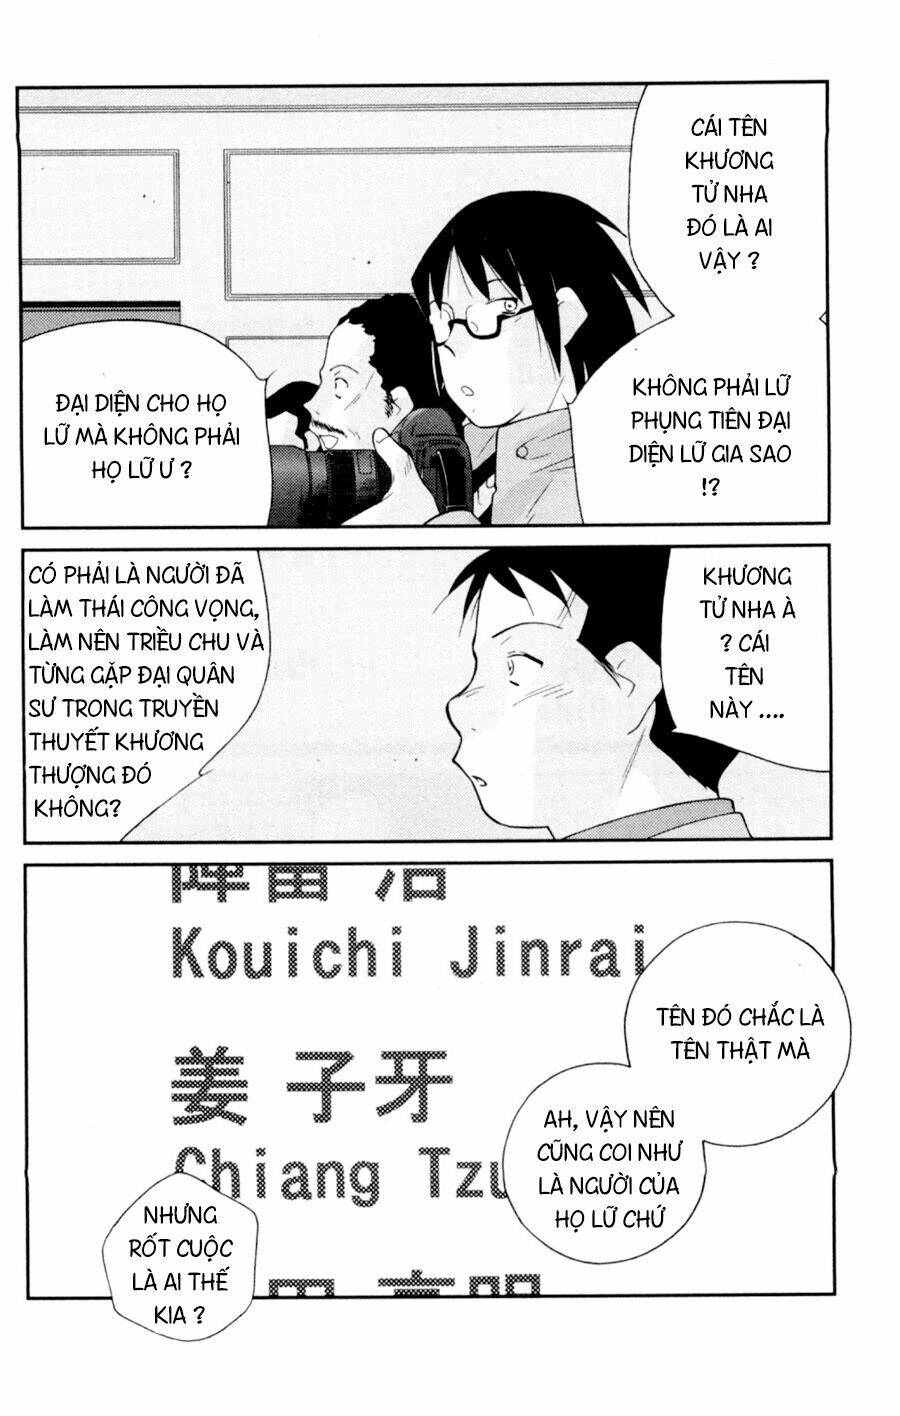 CÁI TÊN
KHƯƠNG
TỬ NHA
ĐÓ LÀ AI
VẬY ?
KHÔNG PHẢI LỮ
PHỤNG TIÊN ĐẠI
DIỆN LỮ GIA SAO
!?
ĐẠI DIỆN CHO HỌ
LỮ MÀ KHÔNG PHẢI
HỌ LỮ Ư ?
KHƯƠNG
TỬ NHA À
? CÁI
TÊN
NÀY ....
CÓ PHẢI LÀ NGƯỜI ĐÃ
LÀM THÁI CÔNG VỌNG,
LÀM NÊN TRIỀU CHU VÀ
TỪNG GẶP ĐẠI QUÂN
SƯ TRONG TRUYỀN
THUYẾT KHƯƠNG
THƯỢNG ĐÓ
KHÔNG?
Kouichi Jinrai
姜 子牙
Chiang Tzu
TÊN ĐÓ CHẮC LÀ
TÊN THẬT MÀ
AH, VẬY NÊN
CŨNG COI NHƯ
LÀ NGƯỜI CỦA
HỌ LỮ CHỨ
NHƯNG
RỐT CUỘC
LÀ AI THẾ
KIA ?